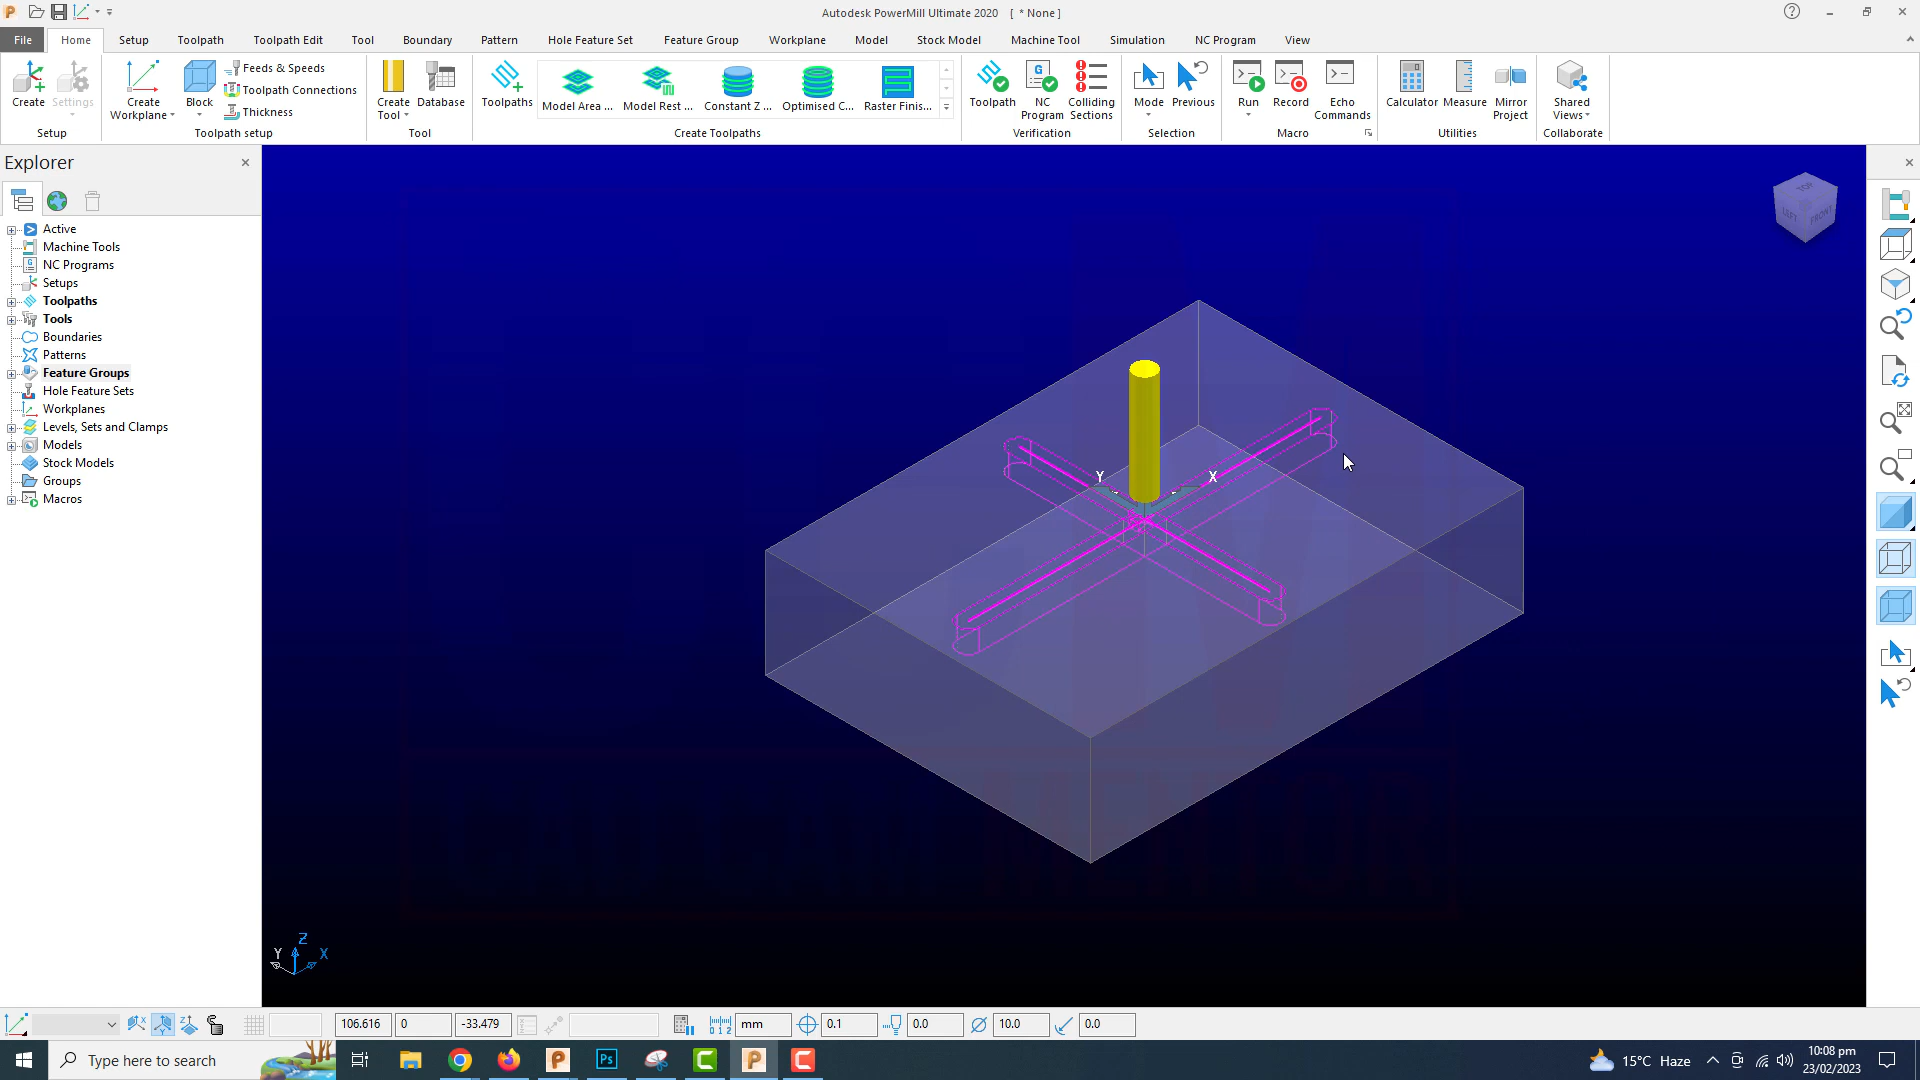 Autodesk PowerMill Ultimate 2020 [ * None ]
File Home Setup Toolpath Toolpath Edit Tool Boundary Pattern Hole Feature Set Feature Group Workplane Model Stock Model Machine Tool Simulation NC Program View
Create
Settings
Setup
Create Workplane
Block
Feeds & Speeds
Toolpath Connections
Thickness
Toolpath setup
Create Tool
Database
Tool
Toolpaths
Model Area ...
Model Rest ...
Constant Z ...
Optimised C...
Raster Finis...
Create Toolpaths
Toolpath
NC Program
Colliding Sections
Verification
Mode
Previous
Selection
Run
Record
Echo Commands
Macro
Calculator
Measure
Mirror Project
Utilities
Shared Views
Collaborate
Explorer
Active
Machine Tools
NC Programs
Setups
Toolpaths
Tools
Boundaries
Patterns
Feature Groups
Hole Feature Sets
Workplanes
Levels, Sets and Clamps
Models
Stock Models
Groups
Macros
TOP
LEFT FRONT
Y X
Z
Y X
106.616 0 -33.479 mm 0.1 0.0 10.0 0.0
Type here to search
15°C Haze
10:08 pm
23/02/2023